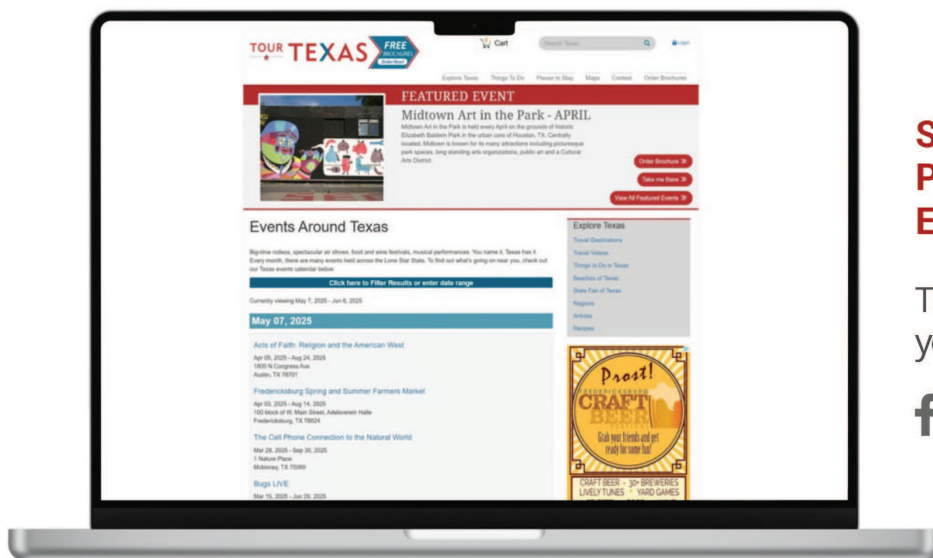 TOUR TEXAS
FREE
BROCHURES
Order Now!
Cart
Search Texas
Login
Explore Texas
Things To Do
Places to Stay
Maps
Contest
Order Brochures
FEATURED EVENT
Midtown Art in the Park - APRIL
Midtown Art in the Park is held every April on the grounds of historic
Elizabeth Baldwin Park in the urban core of Houston, TX. Centrally
located, Midtown is known for its many attractions including picturesque
park spaces, long standing arts organizations, public art and a Cultural
Arts District.
Order Brochure »
Take me there »
View All Featured Events »
Events Around Texas
Big-time rodeos, spectacular air shows, food and wine festivals, musical performances. You name it, Texas has it.
Every month, there are many events held across the Lone Star State. To find out what's going on near you, check out
our Texas events calendar below.
Click here to Filter Results or enter date range
Currently viewing May 7, 2025 - Jun 6, 2025
May 07, 2025
Acts of Faith: Religion and the American West
Apr 05, 2025 - Aug 24, 2025
1800 N Congress Ave
Austin, TX 78701
Fredericksburg Spring and Summer Farmers Market
Apr 03, 2025 - Aug 14, 2025
100 block of W. Main Street, Adelsverein Halle
Fredericksburg, TX 78624
The Cell Phone Connection to the Natural World
Mar 28, 2025 - Sep 30, 2025
1 Nature Place
Mckinney, TX 75069
Bugs LIVE
Mar 15, 2025 - Jun 29, 2025
Explore Texas
Travel Destinations
Travel Videos
Things to Do in Texas
Beaches of Texas
State Fair of Texas
Regions
Articles
Recipes
Prost!
FREDERICKSBURG
CRAFT
BEER
FESTIVAL
Grab your friends and get
ready for some fun!
CRAFT BEER · 30+ BREWERIES
LIVELY TUNES · YARD GAMES
S
P
E
T
yo
f